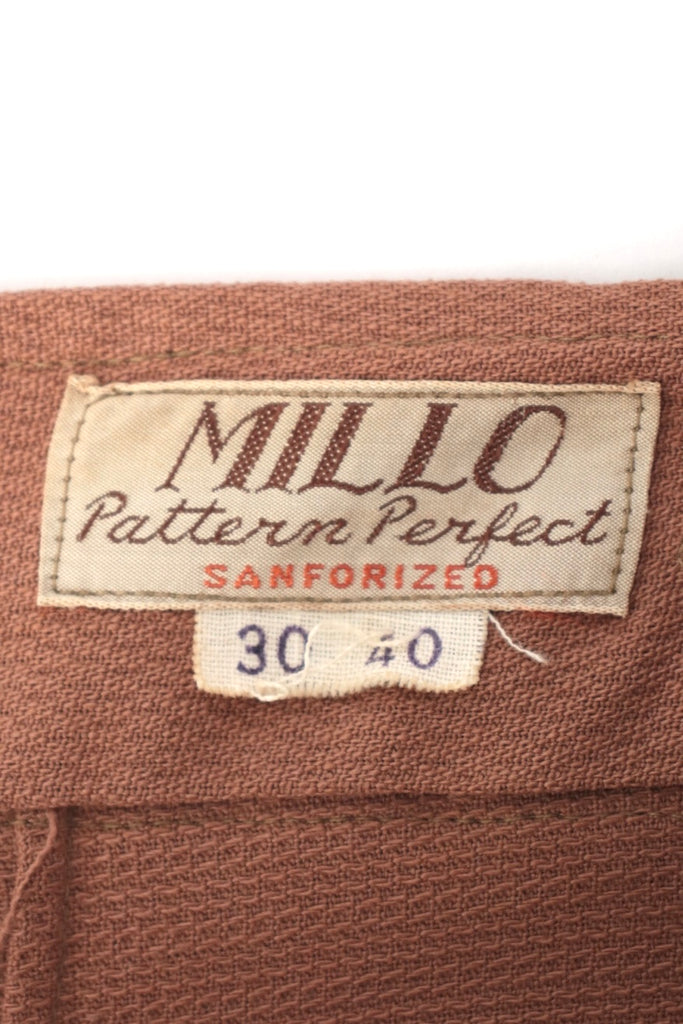 MILLO
Pattern Perfect
SANFORIZED
30 40